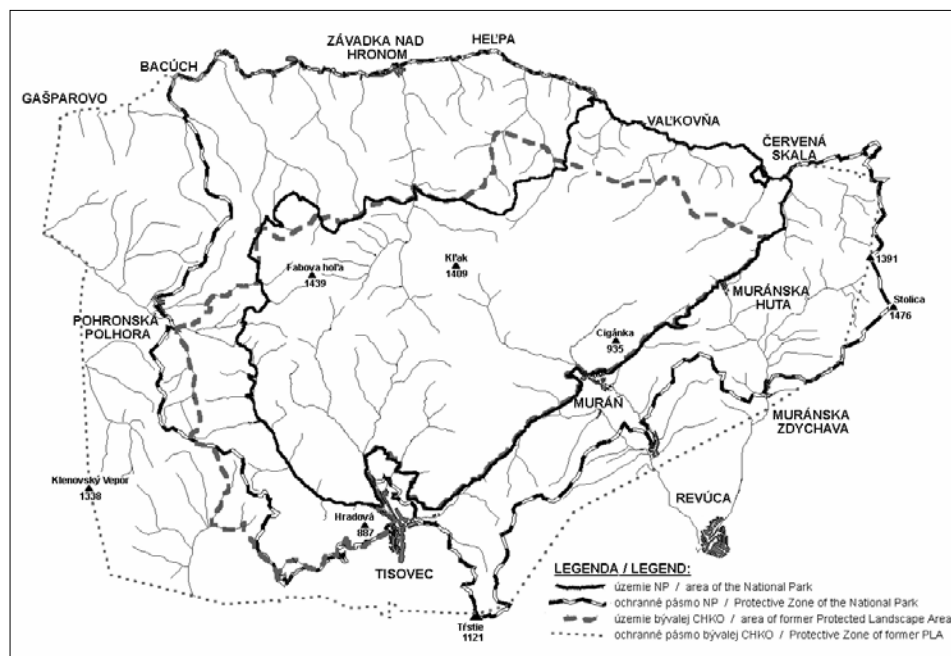 ZÁVADKA NAD
HRONOM
HEĽPA
BACÚCH
GAŠPAROVO
VAĽKOVŇA
ČERVENÁ
SKALA
Fabova hoľa
1439
Kľak
1409
1391
Stolica
1476
MURÁNSKA
HUTA
POHRONSKÁ
POLHORA
Cigánka
935
MURÁŇ
MURÁNSKA
ZDYCHAVA
Klenovský Vepor
1338
REVÚCA
Hradová
887
TISOVEC
Tŕstie
1121
LEGENDA / LEGEND:
územie NP / area of the National Park
ochranné pásmo NP / Protective Zone of the National Park
územie bývalej CHKO / area of former Protected Landscape Area
ochranné pásmo bývalej CHKO / Protective Zone of former PLA